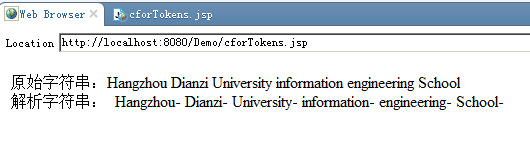 Web Browser cforTokens.jsp
Location http://localhost:8080/Demo/cforTokens.jsp
原始字符串：Hangzhou Dianzi University information engineering School
解析字符串： Hangzhou- Dianzi- University- information- engineering- School-